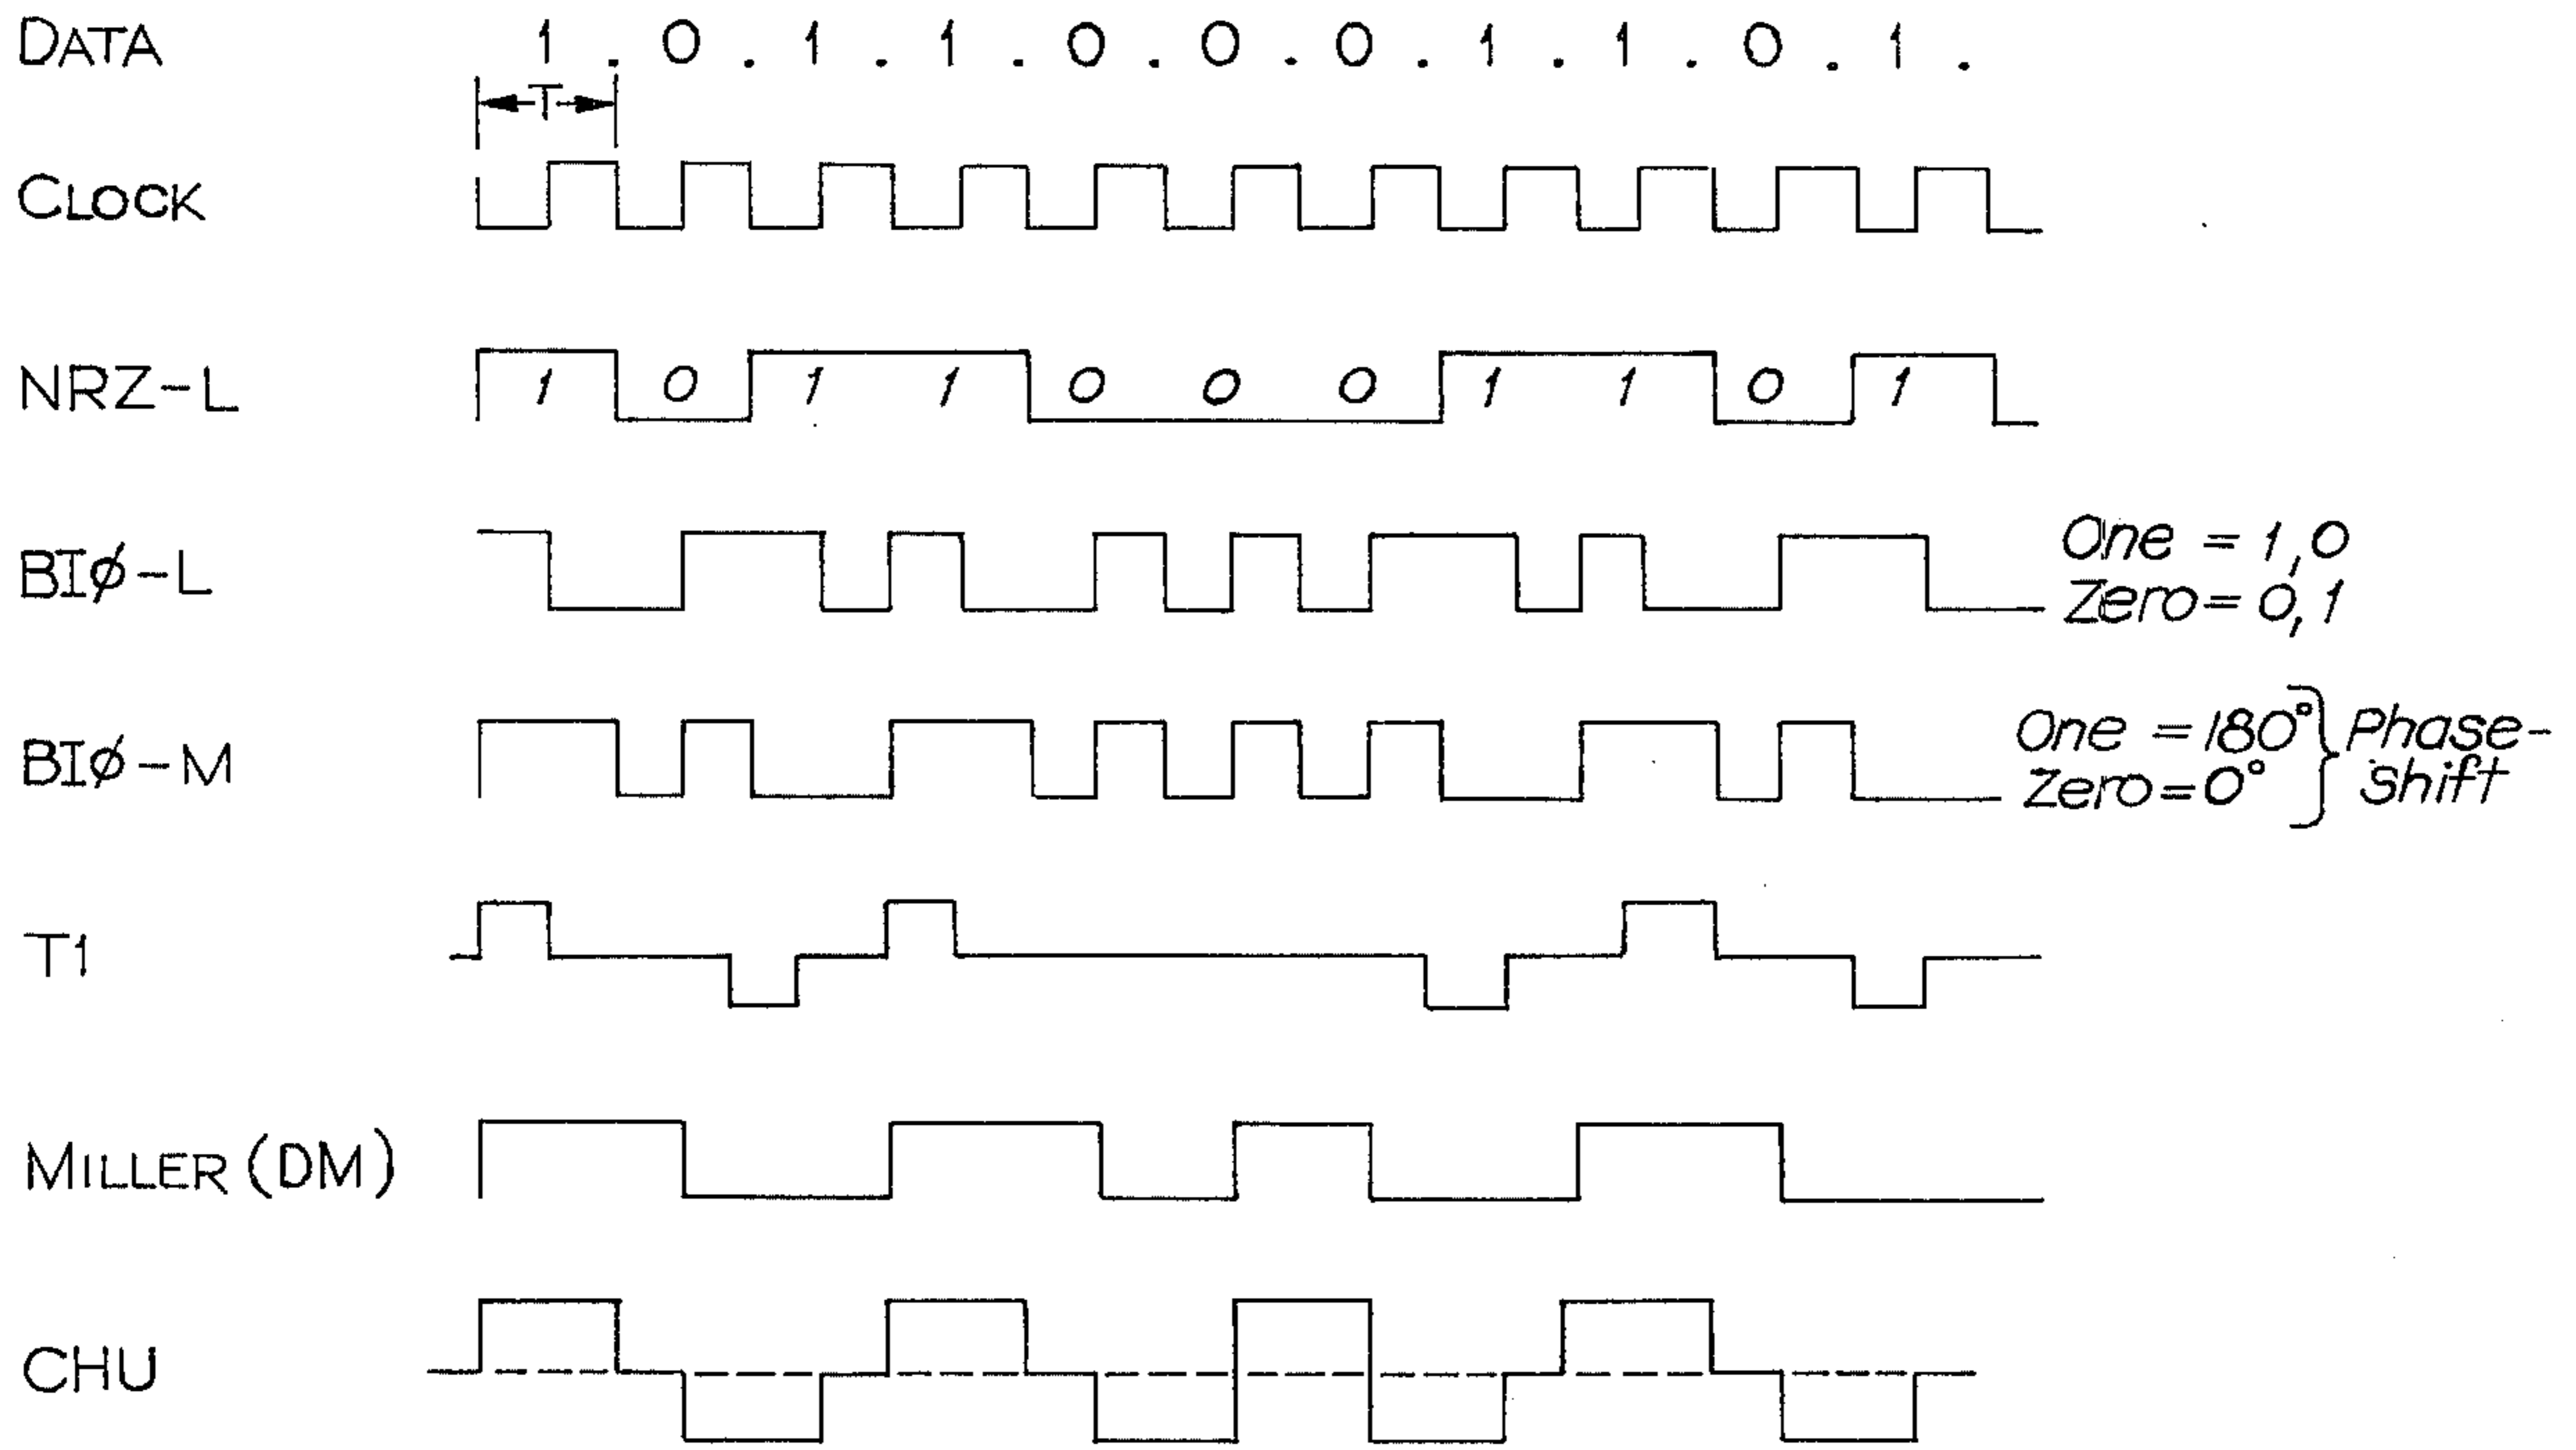 DATA 1 . 0 . 1 . 1 . 0 . 0 . 0 . 1 . 1 . 0 . 1 .
T
CLOCK
NRZ-L 1 0 1 1 0 0 0 1 1 0 1
BIØ-L One = 1,0
Zero = 0,1
BIØ-M One = 180° } Phase-
Zero = 0° shift
T1
MILLER (DM)
CHU